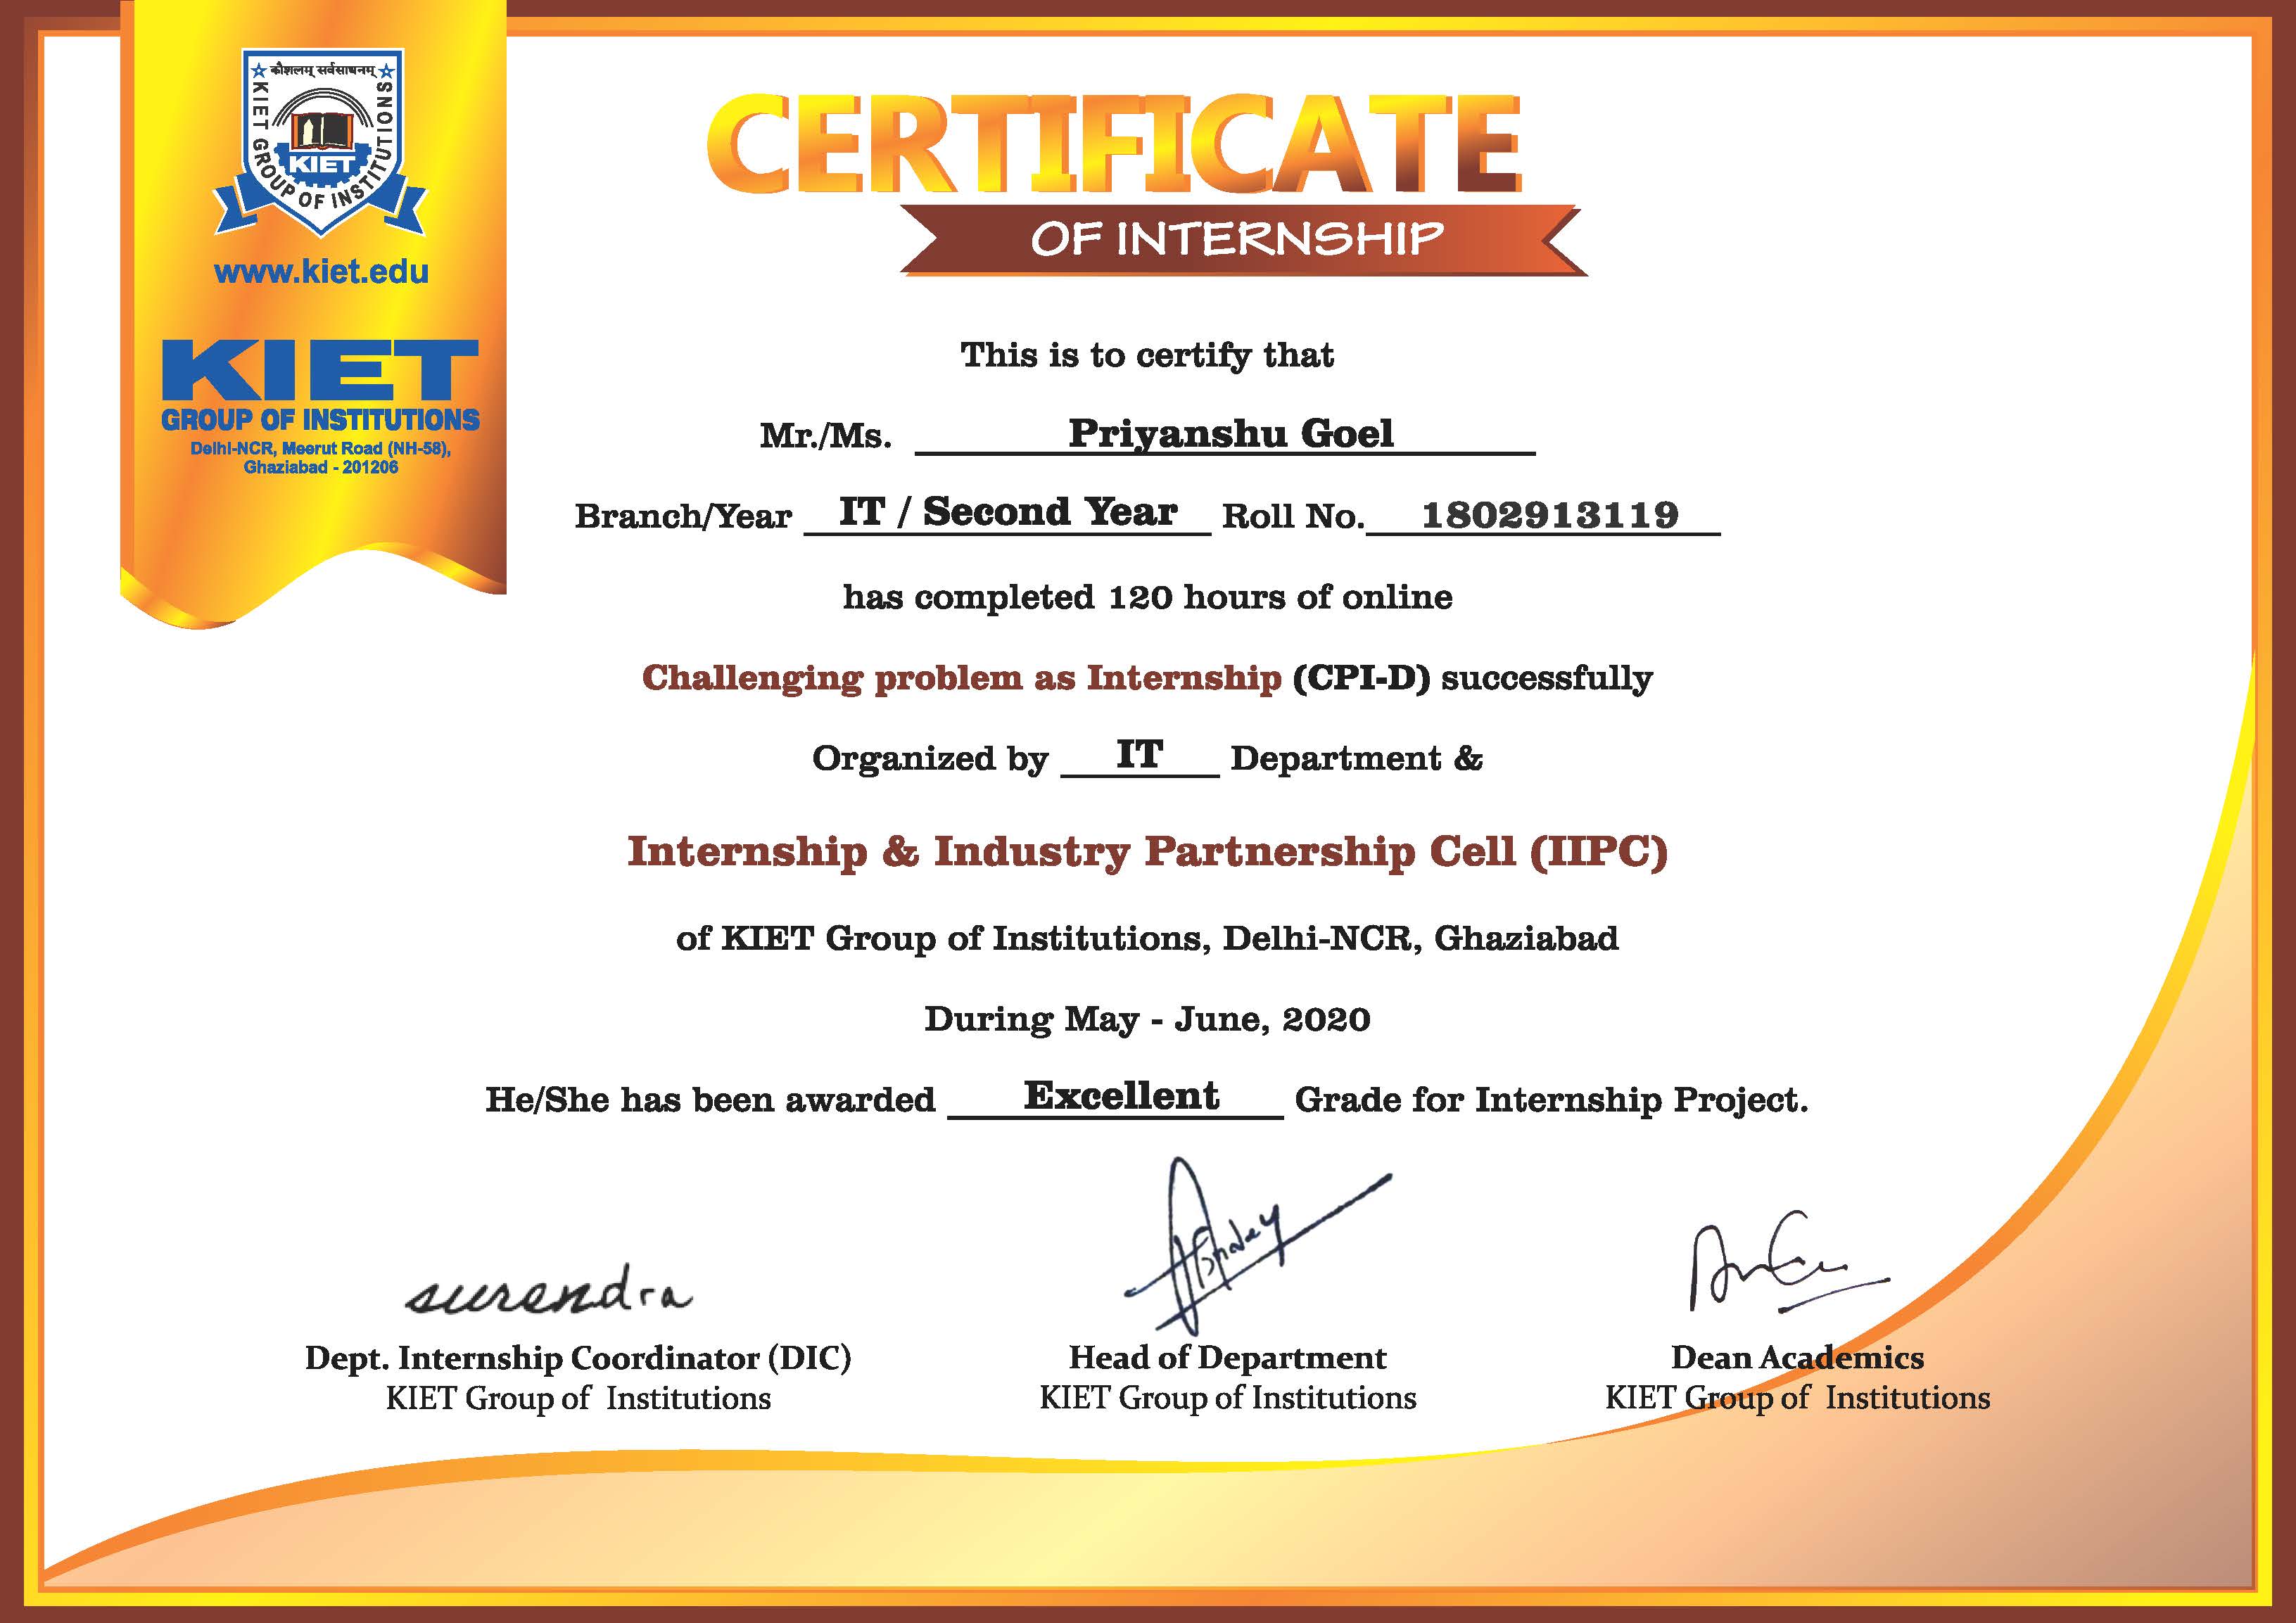 कौशलम् सर्वसाधनम्
KIET GROUP OF INSTITUTIONS
KIET
www.kiet.edu
KIET
GROUP OF INSTITUTIONS
Delhi-NCR, Meerut Road (NH-58),
Ghaziabad - 201206
CERTIFICATE
OF INTERNSHIP
This is to certify that
Mr./Ms. Priyanshu Goel
Branch/Year IT / Second Year Roll No. 1802913119
has completed 120 hours of online
Challenging problem as Internship (CPI-D) successfully
Organized by IT Department &
Internship & Industry Partnership Cell (IIPC)
of KIET Group of Institutions, Delhi-NCR, Ghaziabad
During May - June, 2020
He/She has been awarded Excellent Grade for Internship Project.
surendra
Dept. Internship Coordinator (DIC)
KIET Group of Institutions
Head of Department
KIET Group of Institutions
Dean Academics
KIET Group of Institutions